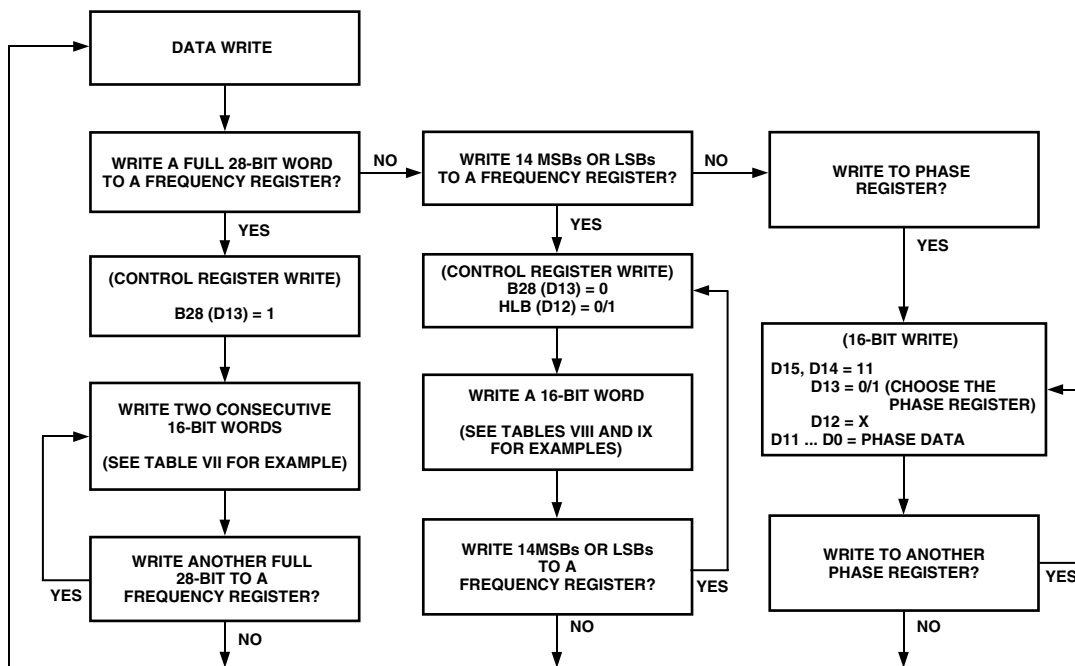 DATA WRITE
WRITE A FULL 28-BIT WORD
TO A FREQUENCY REGISTER?
NO
YES
(CONTROL REGISTER WRITE)
B28 (D13) = 1
WRITE TWO CONSECUTIVE
16-BIT WORDS
(SEE TABLE VII FOR EXAMPLE)
WRITE ANOTHER FULL
28-BIT TO A
FREQUENCY REGISTER?
YES
NO
WRITE 14 MSBs OR LSBs
TO A FREQUENCY REGISTER?
NO
YES
(CONTROL REGISTER WRITE)
B28 (D13) = 0
HLB (D12) = 0/1
WRITE A 16-BIT WORD
(SEE TABLES VIII AND IX
FOR EXAMPLES)
WRITE 14MSBs OR LSBs
TO A
FREQUENCY REGISTER?
YES
NO
WRITE TO PHASE
REGISTER?
YES
(16-BIT WRITE)
D15, D14 = 11
D13 = 0/1 (CHOOSE THE
PHASE REGISTER)
D12 = X
D11 ... D0 = PHASE DATA
WRITE TO ANOTHER
PHASE REGISTER?
YES
NO